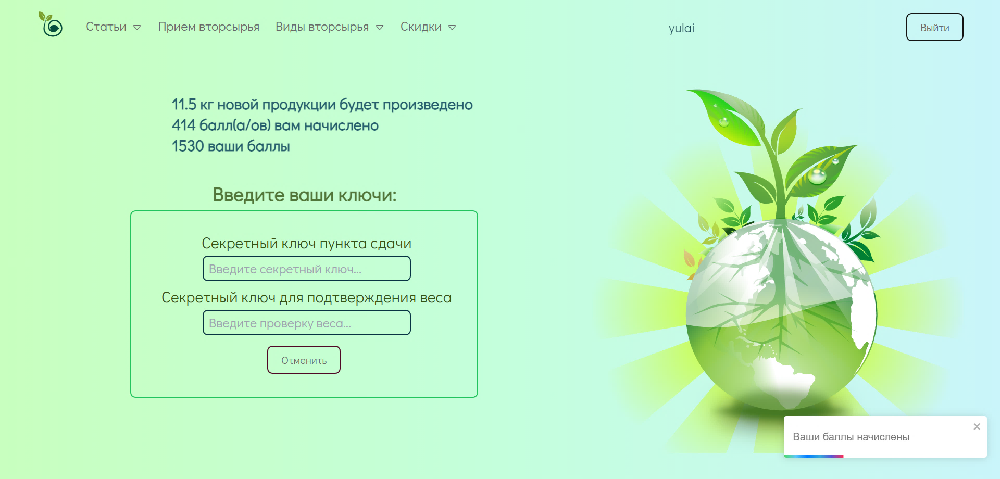 Статьи
Прием вторсырья
Виды вторсырья
Скидки
yulai
Выйти
11.5 кг новой продукции будет произведено
414 балл(а/ов) вам начислено
1530 ваши баллы
Введите ваши ключи:
Секретный ключ пункта сдачи
Введите секретный ключ...
Секретный ключ для подтверждения веса
Введите проверку веса...
Отменить
Ваши баллы начислены